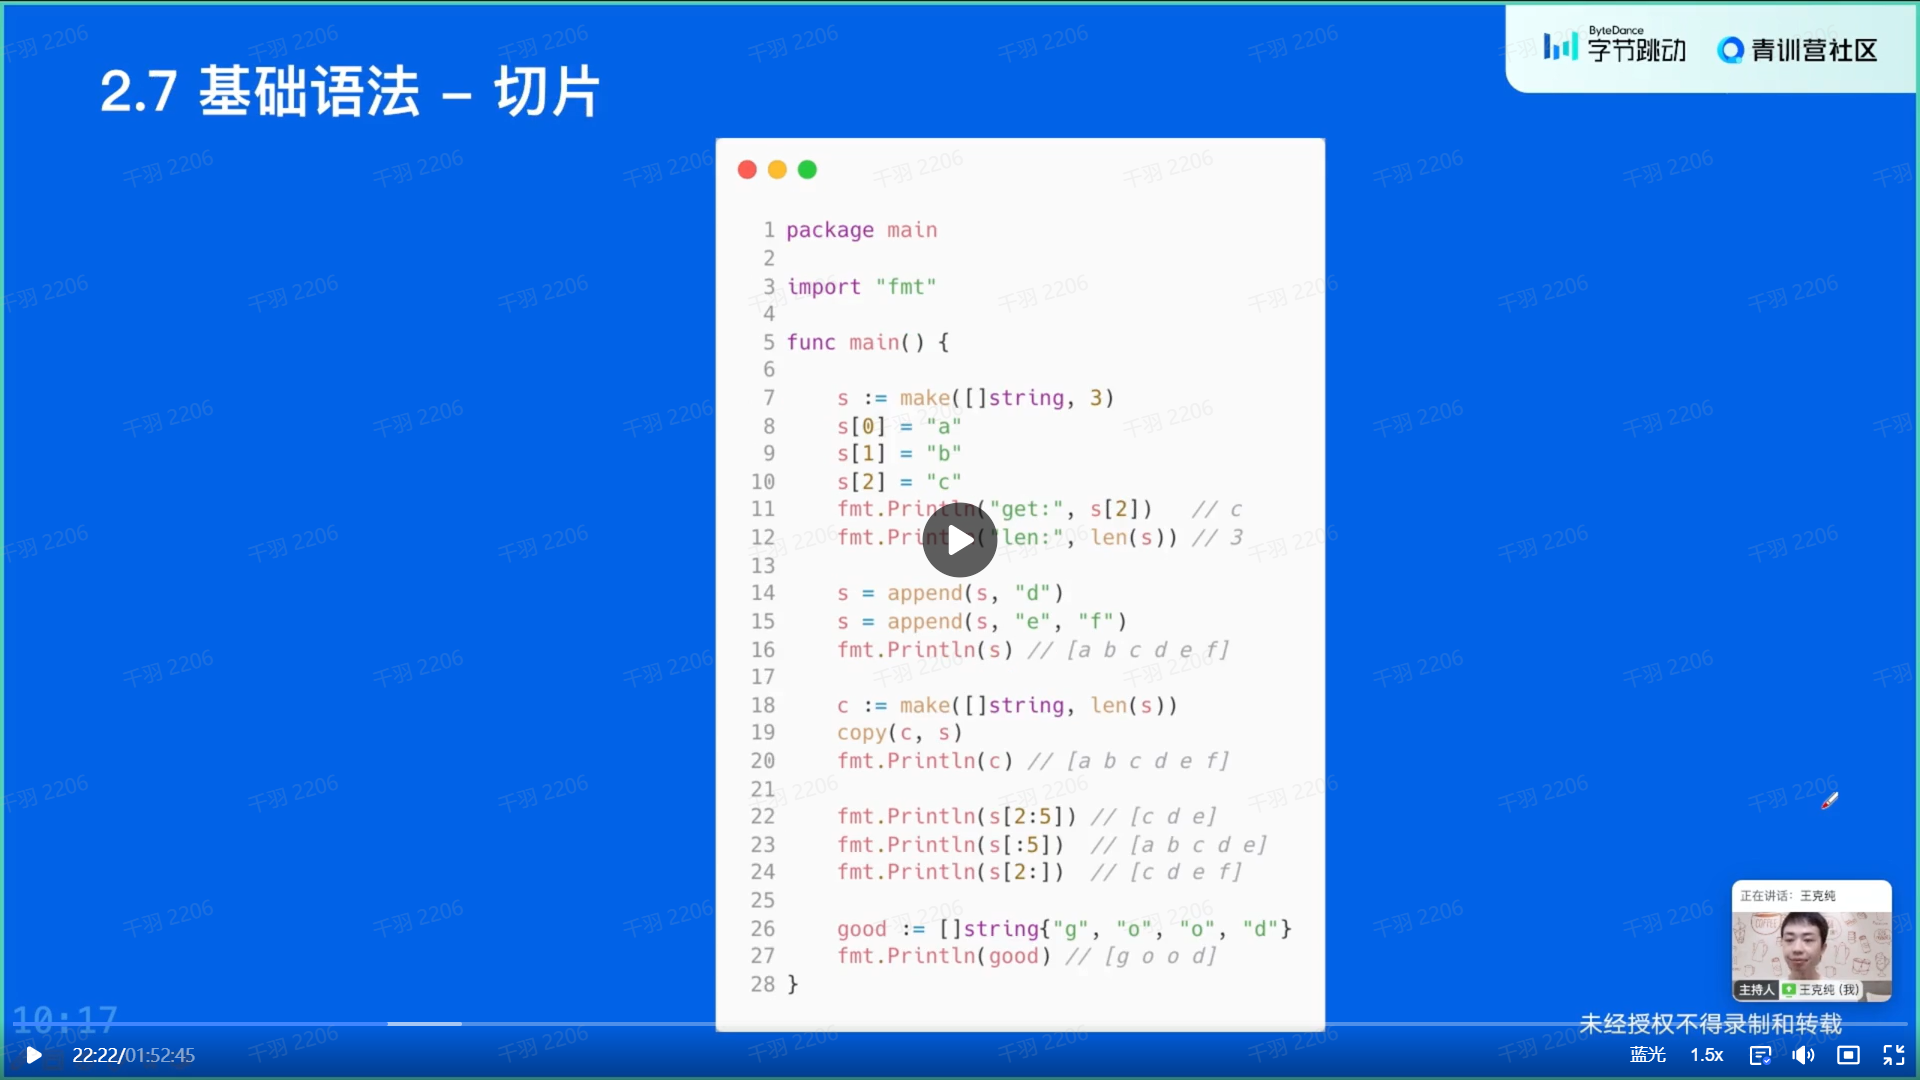 2.7 基础语法 – 切片
ByteDance
字节跳动
青训营社区
1 package main
2
3 import "fmt"
4
5 func main() {
6
7 s := make([]string, 3)
8 s[0] = "a"
9 s[1] = "b"
10 s[2] = "c"
11 fmt.Println("get:", s[2]) // c
12 fmt.Println("len:", len(s)) // 3
13
14 s = append(s, "d")
15 s = append(s, "e", "f")
16 fmt.Println(s) // [a b c d e f]
17
18 c := make([]string, len(s))
19 copy(c, s)
20 fmt.Println(c) // [a b c d e f]
21
22 fmt.Println(s[2:5]) // [c d e]
23 fmt.Println(s[:5]) // [a b c d e]
24 fmt.Println(s[2:]) // [c d e f]
25
26 good := []string{"g", "o", "o", "d"}
27 fmt.Println(good) // [g o o d]
28 }
千羽 2206
正在讲话: 王克纯
COFFEE
主持人 王克纯 (我)
10:17
未经授权不得录制和转载
22:22/01:52:45
蓝光 1.5x